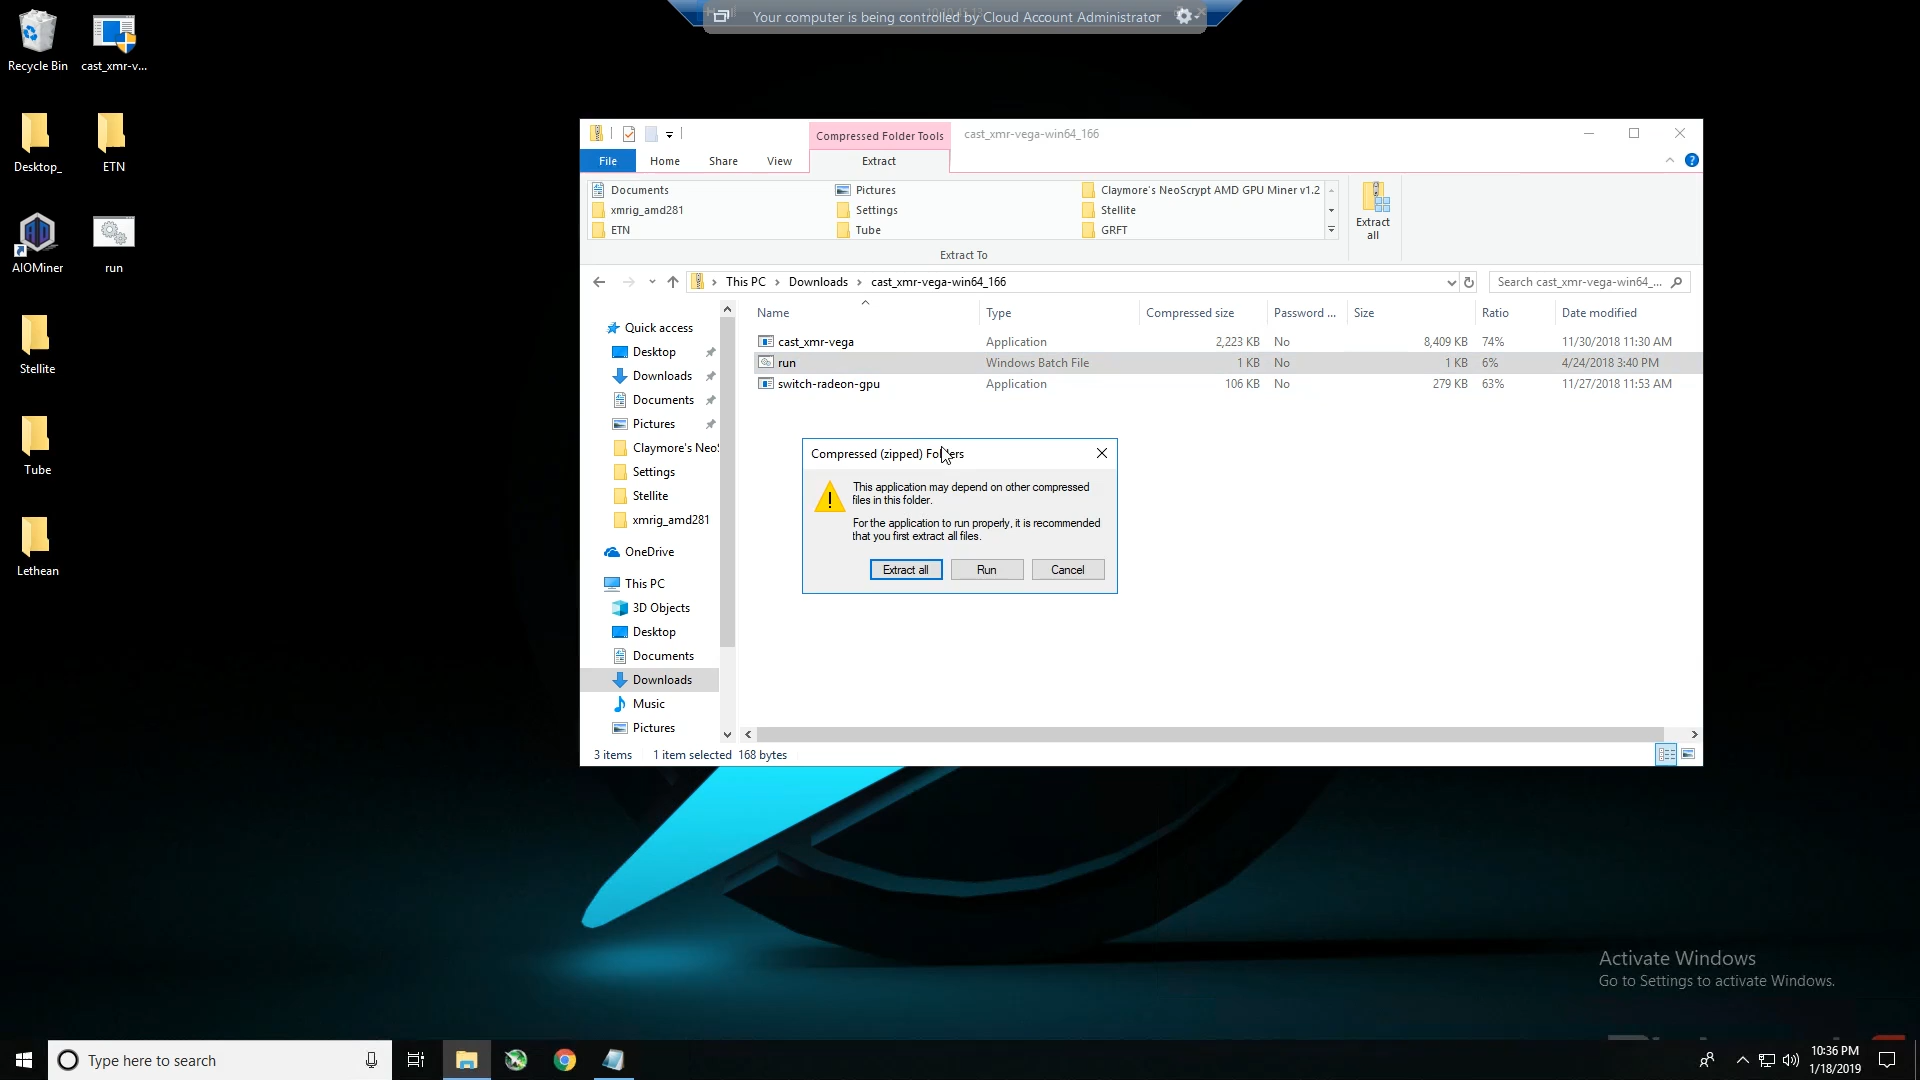 Your computer is being controlled by Cloud Account Administrator
Recycle Bin
cast_xmr-v...
Desktop_
ETN
AIOMiner
run
Stellite
Tube
Lethean
Compressed Folder Tools
cast_xmr-vega-win64_166
File
Home
Share
View
Extract
Documents
Pictures
Claymore's NeoScrypt AMD GPU Miner v1.2
xmrig_amd281
Settings
Stellite
ETN
Tube
GRFT
Extract
all
Extract To
This PC
Downloads
cast_xmr-vega-win64_166
Search cast_xmr-vega-win64_...
Name
Type
Compressed size
Password ...
Size
Ratio
Date modified
cast_xmr-vega Application 2,223 KB No 8,409 KB 74% 11/30/2018 11:30 AM
run Windows Batch File 1 KB No 1 KB 6% 4/24/2018 3:40 PM
switch-radeon-gpu Application 106 KB No 279 KB 63% 11/27/2018 11:53 AM
Quick access
Desktop
Downloads
Documents
Pictures
Claymore's Neo
Settings
Stellite
xmrig_amd281
OneDrive
This PC
3D Objects
Desktop
Documents
Downloads
Music
Pictures
Compressed (zipped) Folders
This application may depend on other compressed
files in this folder.
For the application to run properly, it is recommended
that you first extract all files.
Extract all
Run
Cancel
3 items
1 item selected 168 bytes
Activate Windows
Go to Settings to activate Windows.
Type here to search
10:36 PM
1/18/2019